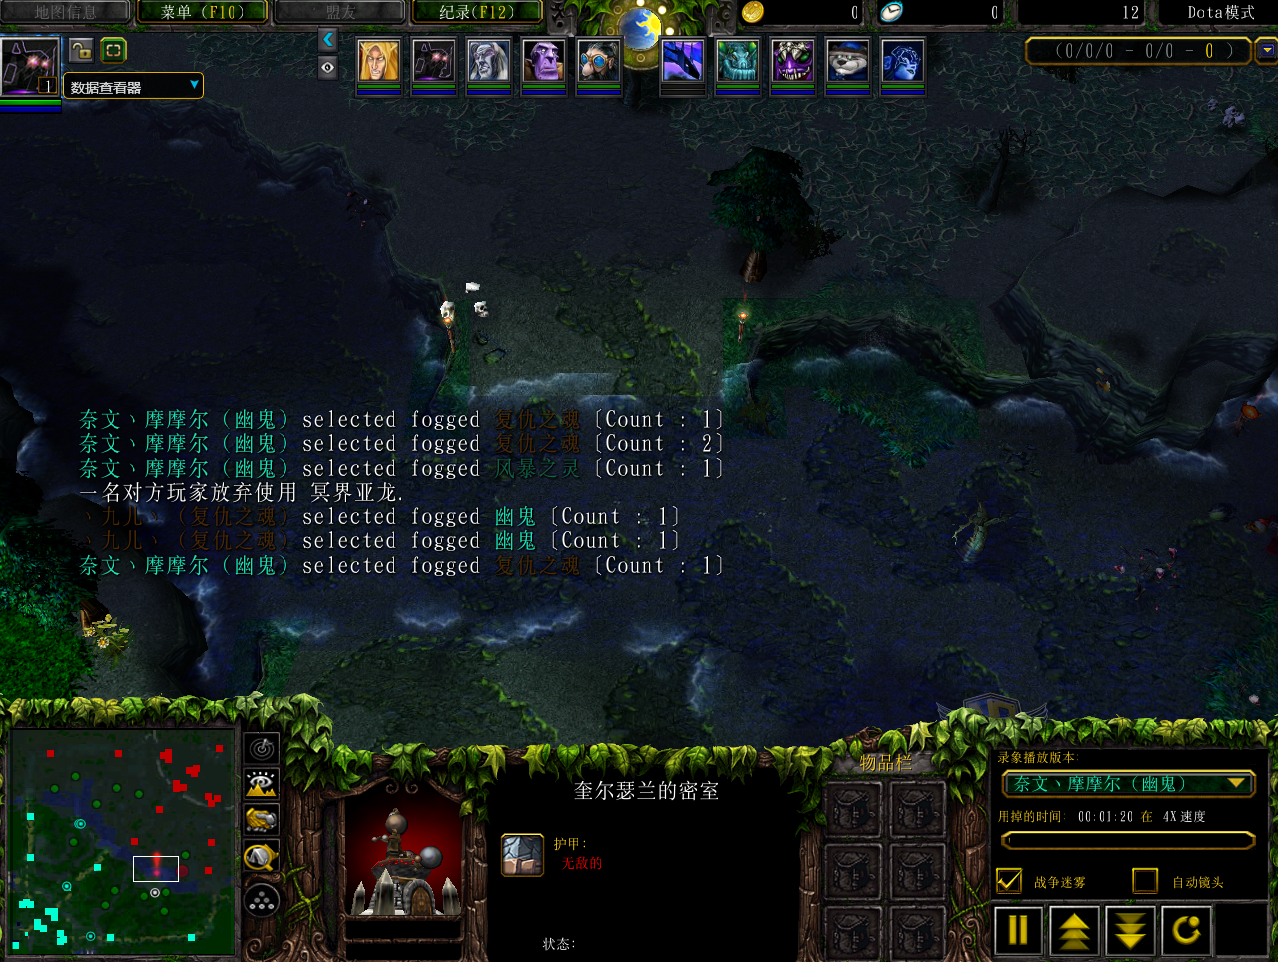 地图信息
菜单 (F10)
盟友
纪录(F12)
0
0
12
Dota模式
1
数据查看器
(0/0/0 - 0/0 - 0 )
奈文丶摩摩尔 (幽鬼) selected fogged 复仇之魂 [Count : 1]
奈文丶摩摩尔 (幽鬼) selected fogged 复仇之魂 [Count : 2]
奈文丶摩摩尔 (幽鬼) selected fogged 风暴之灵 [Count : 1]
一名对方玩家放弃使用 冥界亚龙.
丶九儿丶 (复仇之魂) selected fogged 幽鬼 [Count : 1]
丶九儿丶 (复仇之魂) selected fogged 幽鬼 [Count : 1]
奈文丶摩摩尔 (幽鬼) selected fogged 复仇之魂 [Count : 1]
奎尔瑟兰的密室
护甲:
无敌的
状态:
物品栏
录象播放版本:
奈文丶摩摩尔 (幽鬼)
用掉的时间: 00:01:20 在 4X 速度
战争迷雾
自动镜头